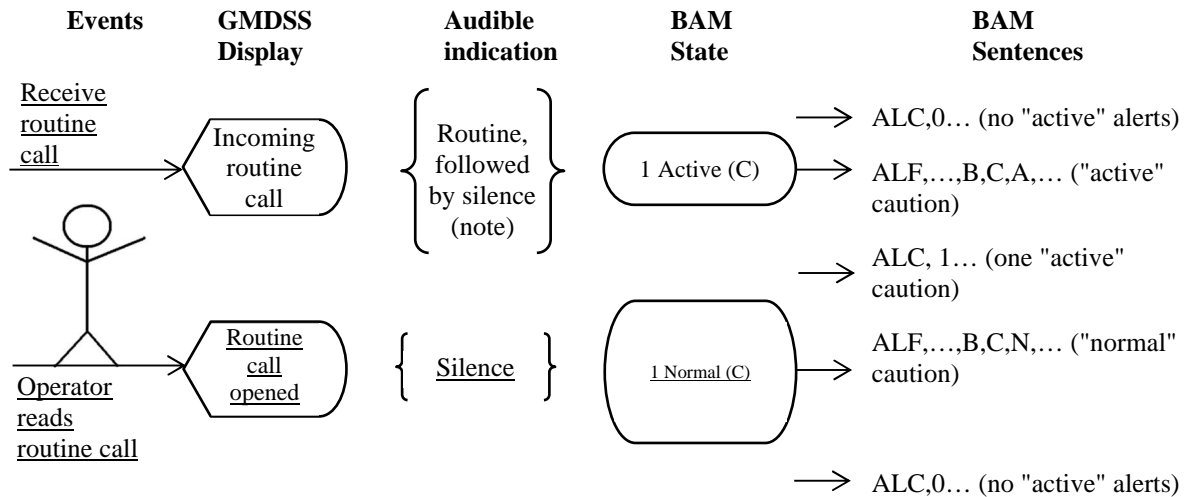 Events
GMDSS
Display
Audible
indication
BAM
State
BAM
Sentences
Receive
routine
call
Incoming
routine
call
Routine,
followed
by silence
(note)
1 Active (C)
ALC,0… (no "active" alerts)
ALF,…,B,C,A,… ("active"
caution)
ALC, 1… (one "active"
caution)
Operator
reads
routine call
Routine
call
opened
Silence
1 Normal (C)
ALF,…,B,C,N,… ("normal"
caution)
ALC,0… (no "active" alerts)